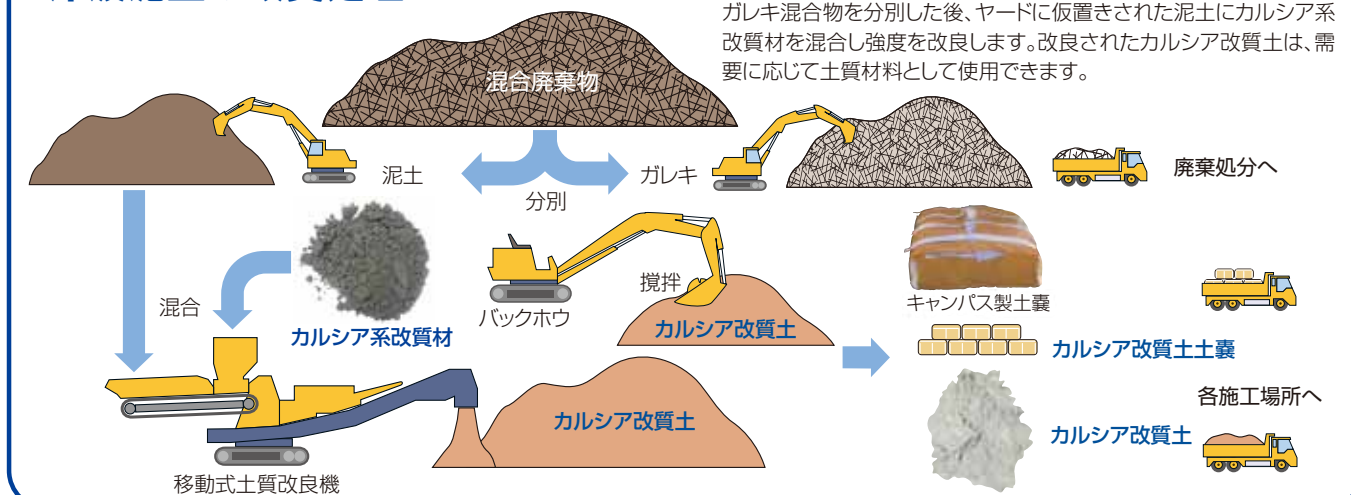 ガレキ混合物を分別した後、ヤードに仮置きされた泥土にカルシア系
改質材を混合し強度を改良します。改良されたカルシア改質土は、需
要に応じて土質材料として使用できます。
混合廃棄物
泥土
ガレキ
廃棄処分へ
分別
混合
カルシア系改質材
バックホウ
撹拌
カルシア改質土
キャンパス製土嚢
カルシア改質土土嚢
カルシア改質土
各施工場所へ
カルシア改質土
移動式土質改良機